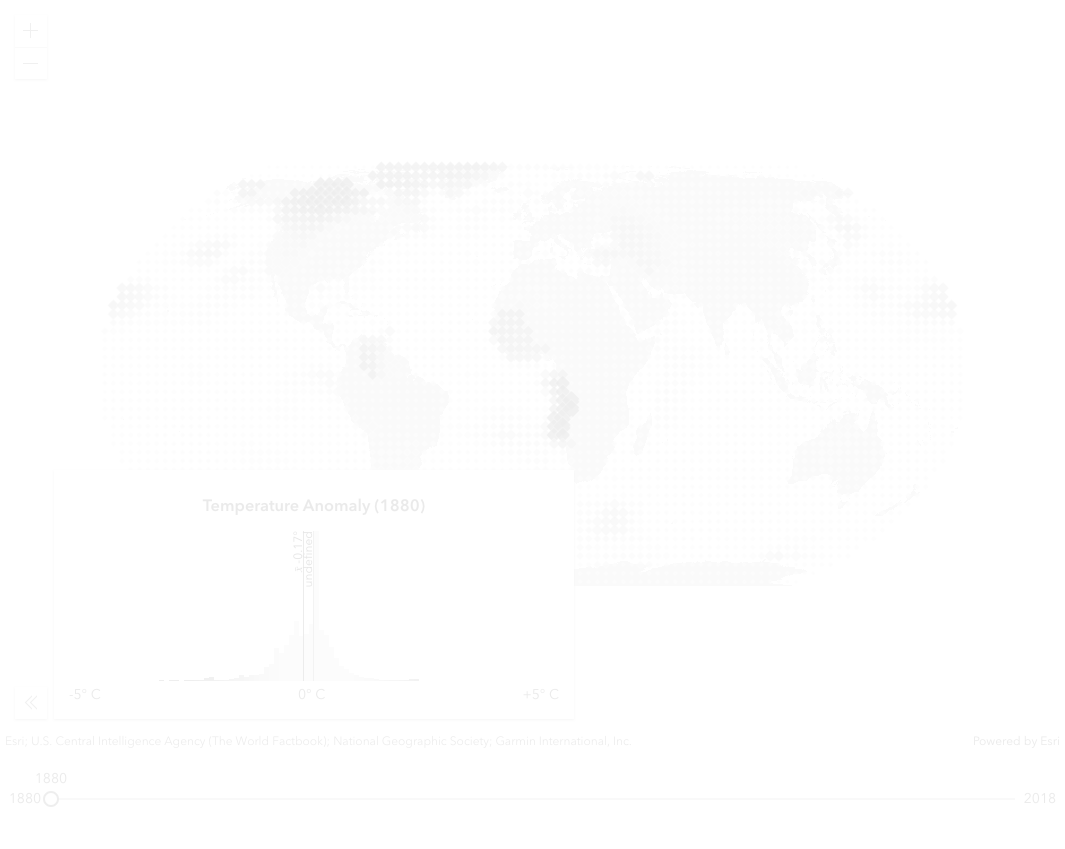 Temperature Anomaly (1880)
x̄ -0.17°
undefined
-5° C
0° C
+5° C
Esri, U.S. Central Intelligence Agency (The World Factbook); National Geographic Society; Garmin International, Inc.
Powered by Esri
1880
1880
2018